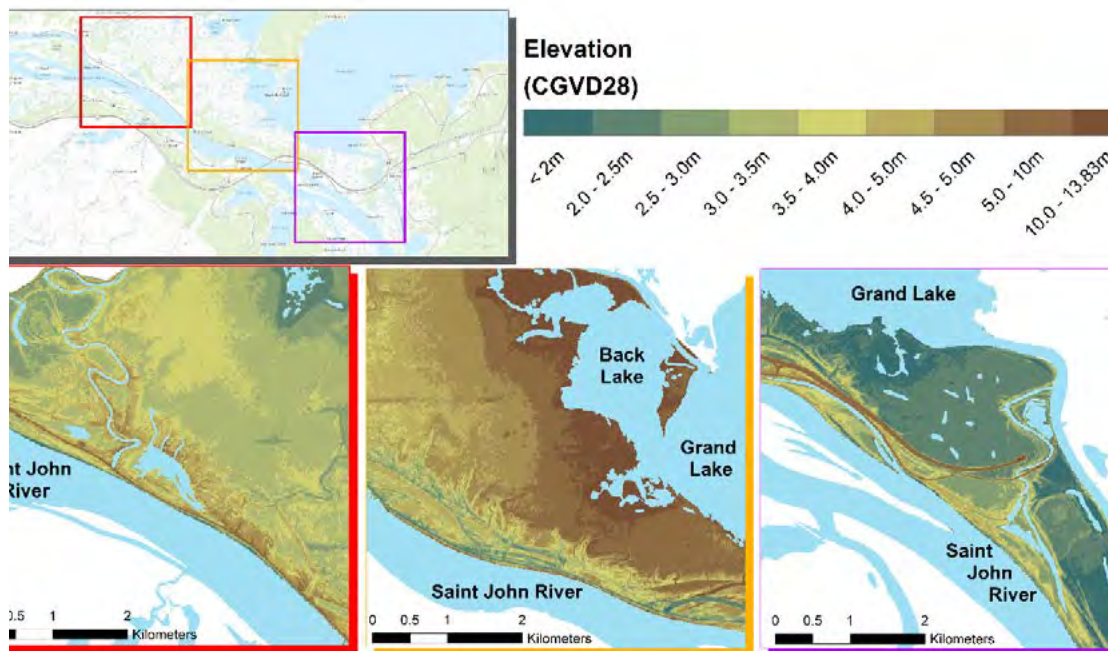 Elevation
(CGVD28)
< 2m
2.0 - 2.5m
2.5 - 3.0m
3.0 - 3.5m
3.5 - 4.0m
4.0 - 5.0m
4.5 - 5.0m
5.0 - 10m
10.0 - 13.83m
nt John
River
0.5 1 2
Kilometers
Back
Lake
Grand
Lake
Saint John River
0 0.5 1 2
Kilometers
Grand Lake
Saint
John
River
0 0.5 1 2
Kilometers